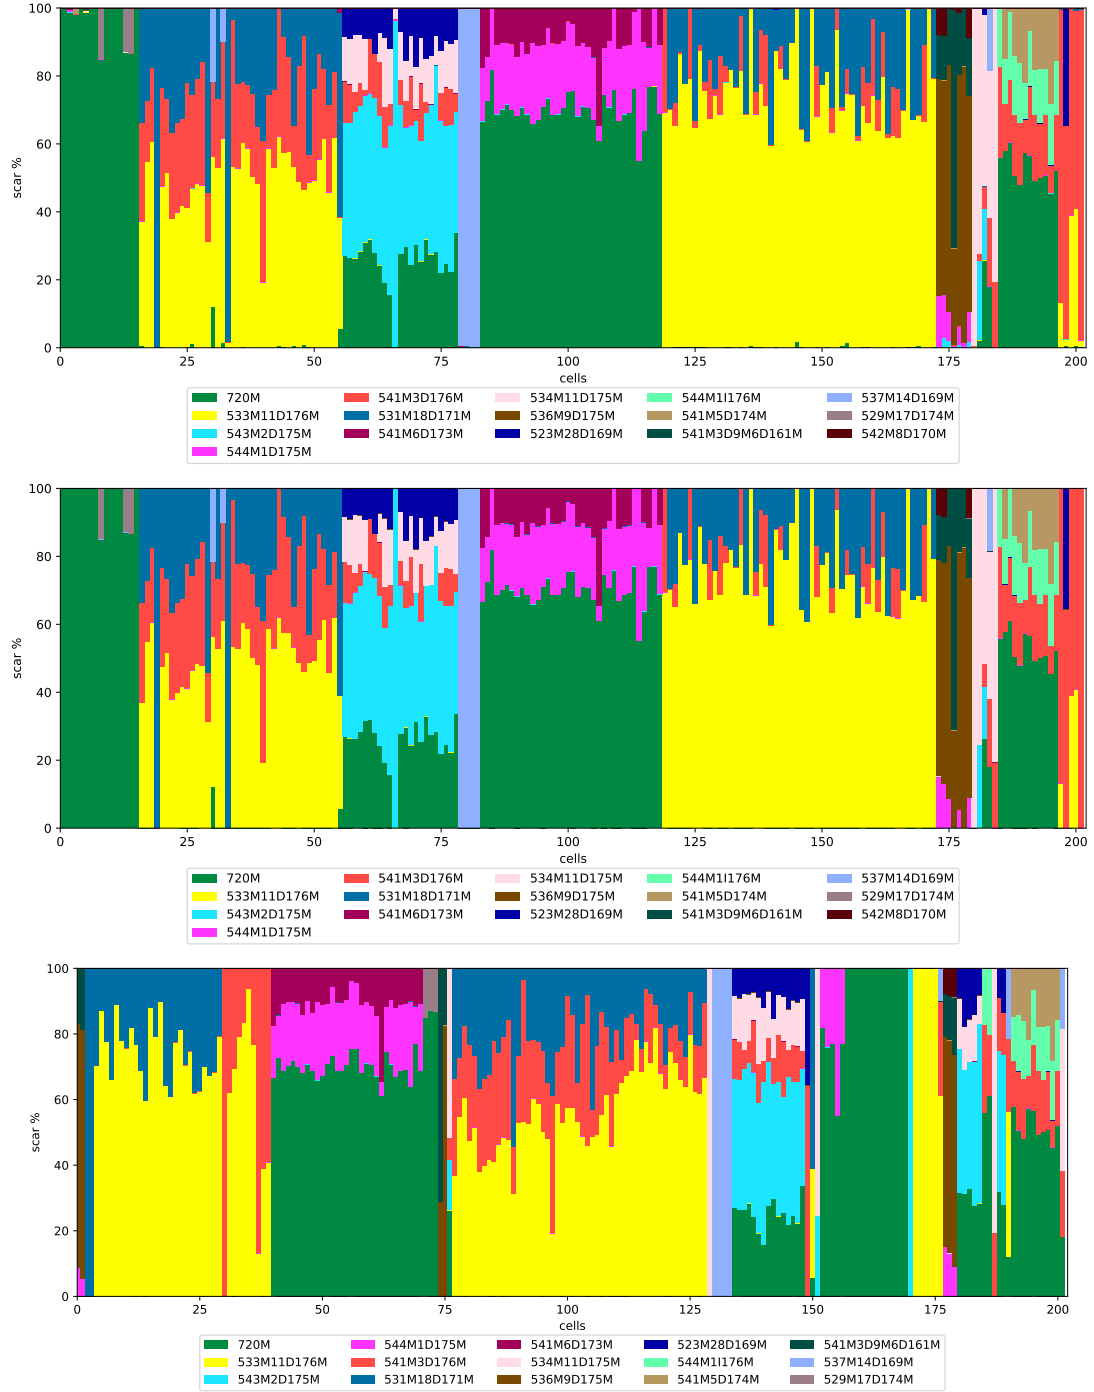 100
80
60
40
20
0
scar %
0 25 50 75 100 125 150 175 200
cells
720M 541M3D176M 534M11D175M 544M1I176M 537M14D169M
533M11D176M 531M18D171M 536M9D175M 541M5D174M 529M17D174M
543M2D175M 541M6D173M 523M28D169M 541M3D9M6D161M 542M8D170M
544M1D175M
100
80
60
40
20
0
scar %
0 25 50 75 100 125 150 175 200
cells
720M 541M3D176M 534M11D175M 544M1I176M 537M14D169M
533M11D176M 531M18D171M 536M9D175M 541M5D174M 529M17D174M
543M2D175M 541M6D173M 523M28D169M 541M3D9M6D161M 542M8D170M
544M1D175M
100
80
60
40
20
0
scar %
0 25 50 75 100 125 150 175 200
cells
720M 544M1D175M 541M6D173M 523M28D169M 541M3D9M6D161M
533M11D176M 541M3D176M 534M11D175M 544M1I176M 537M14D169M
543M2D175M 531M18D171M 536M9D175M 541M5D174M 529M17D174M